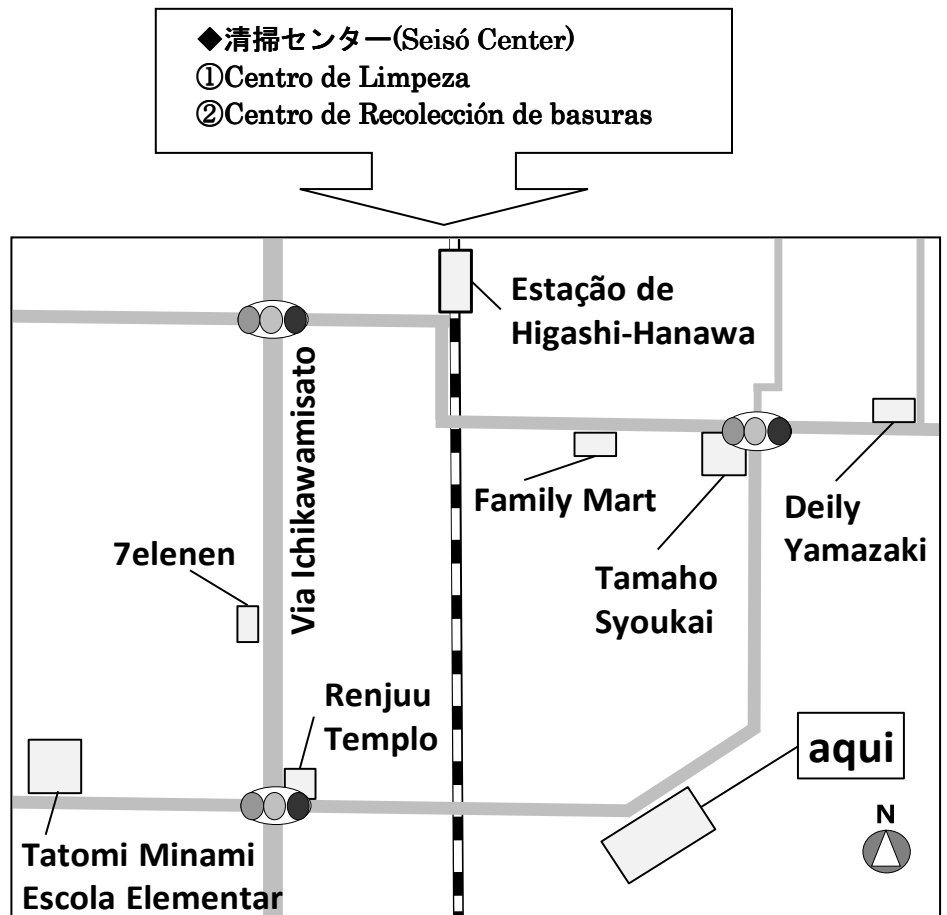 ◆清掃センター(Seisó Center)
①Centro de Limpeza
②Centro de Recolección de basuras
Estação de
Higashi-Hanawa
Via Ichikawamisato
Family Mart
Deily
Yamazaki
7elenen
Tamaho
Syoukai
Renjuu
Templo
aqui
N
Tatomi Minami
Escola Elementar